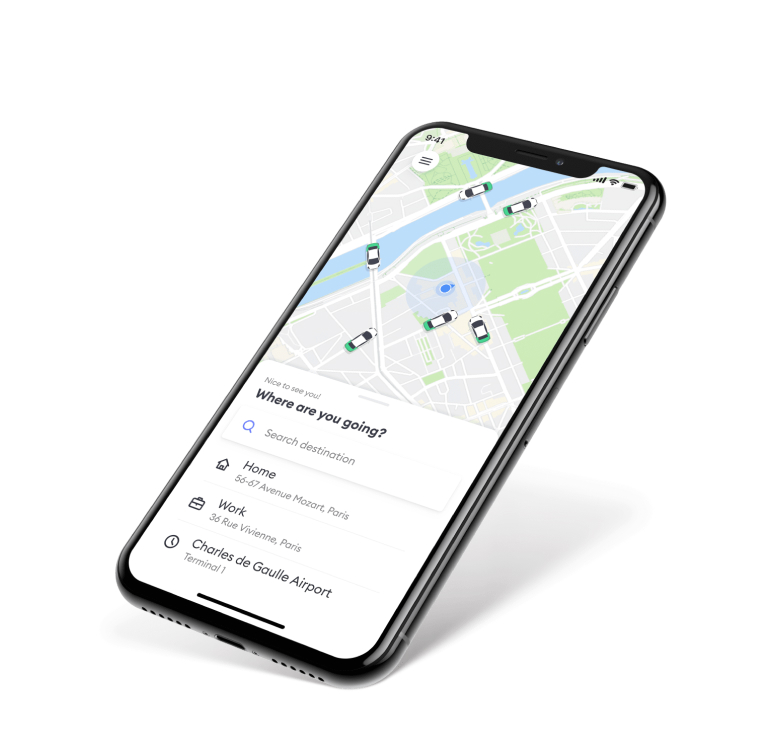 9:41
Nice to see you!
Where are you going?
Search destination
Home
56-67 Avenue Mozart, Paris
Work
36 Rue Vivienne, Paris
Charles de Gaulle Airport
Terminal 1